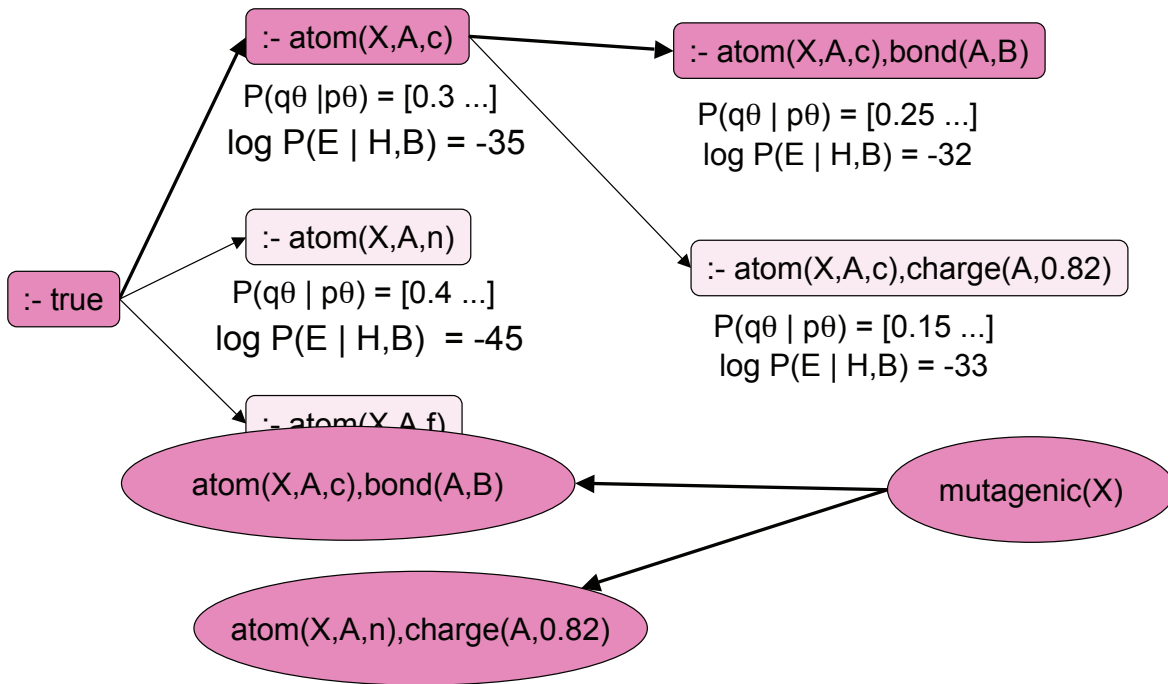 :- atom(X,A,c)
P(qθ |pθ) = [0.3 ...]
log P(E | H,B) = -35
:- atom(X,A,c),bond(A,B)
P(qθ | pθ) = [0.25 ...]
log P(E | H,B) = -32
:- atom(X,A,n)
P(qθ | pθ) = [0.4 ...]
log P(E | H,B) = -45
:- true
:- atom(X,A,c),charge(A,0.82)
P(qθ | pθ) = [0.15 ...]
log P(E | H,B) = -33
:- atom(X,A,f)
atom(X,A,c),bond(A,B)
mutagenic(X)
atom(X,A,n),charge(A,0.82)